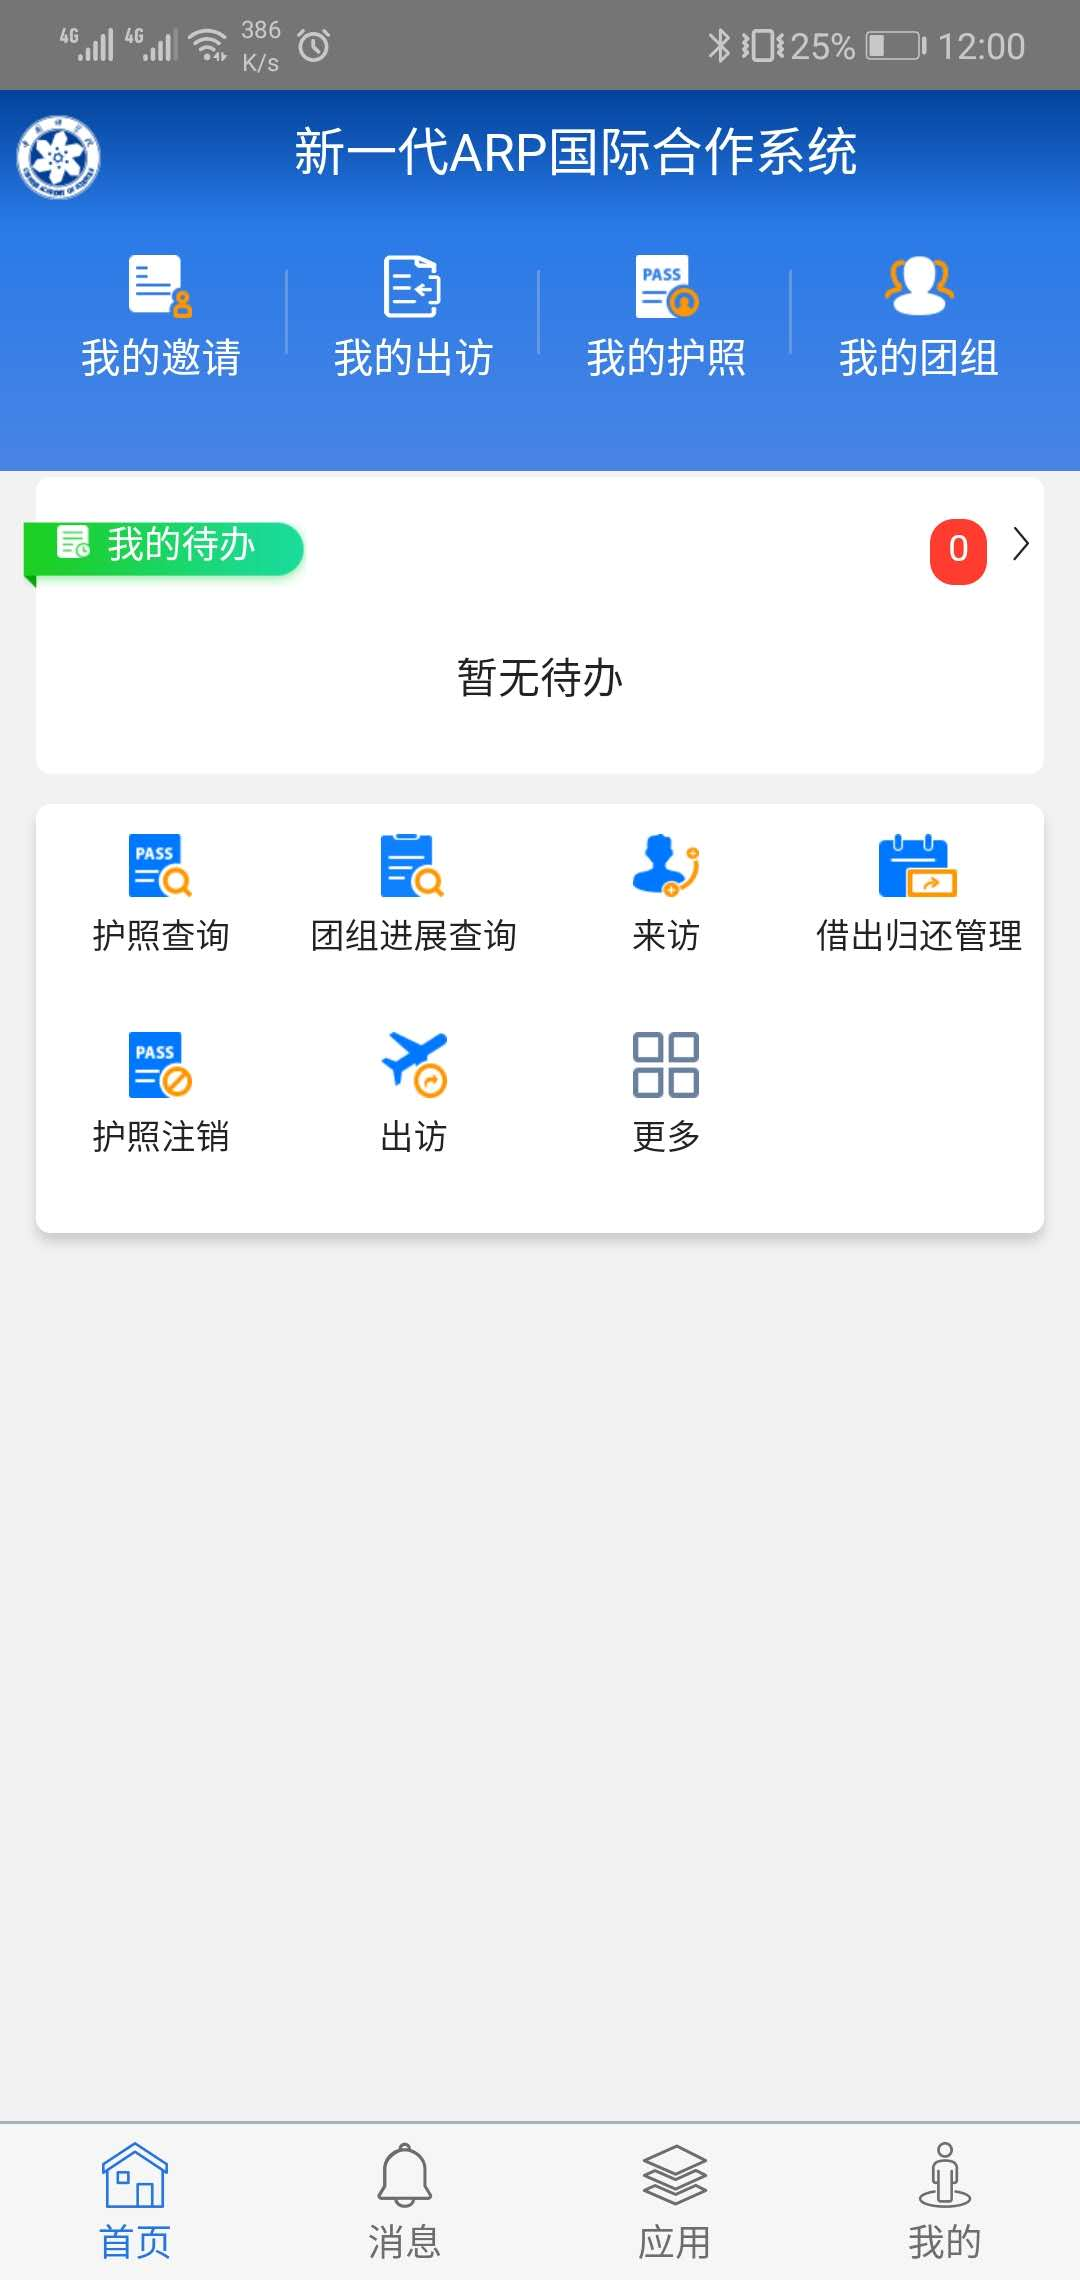 4G 4G 386 K/s 25% 12:00
新一代ARP国际合作系统
我的邀请 我的出访 我的护照 我的团组
我的待办 0
暂无待办
PASS PASS
护照查询 团组进展查询 来访 借出归还管理
PASS
护照注销 出访 更多
首页 消息 应用 我的